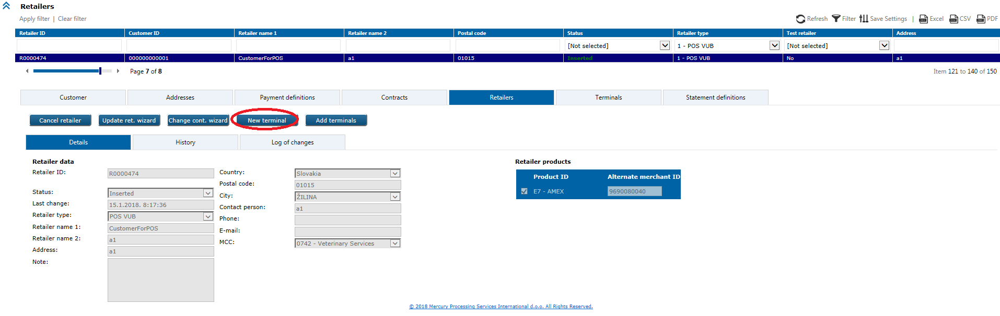 Retailers
Apply filter | Clear filter
Refresh Filter Save Settings | Excel CSV PDF
Retailer ID Customer ID Retailer name 1 Retailer name 2 Postal code Status Retailer type Test retailer Address
[Not selected] 1 - POS VUB [Not selected]
R0000474 000000000001 CustomerForPOS a1 01015 Inserted 1 - POS VUB No a1
Page 7 of 8
Item 121 to 140 of 150
Customer Addresses Payment definitions Contracts Retailers Terminals Statement definitions
Cancel retailer Update ret. wizard Change cont. wizard New terminal Add terminals
Details History Log of changes
Retailer data
Retailer ID: R0000474
Status: Inserted
Last change: 15.1.2018. 8:17:36
Retailer type: POS VUB
Retailer name 1: CustomerForPOS
Retailer name 2: a1
Address: a1
Note:
Country: Slovakia
Postal code: 01015
City: ŽILINA
Contact person: a1
Phone:
E-mail:
MCC: 0742 - Veterinary Services
Retailer products
Product ID Alternate merchant ID
E7 - AMEX 9690080040
© 2018 Mercury Processing Services International d.o.o. All Rights Reserved.